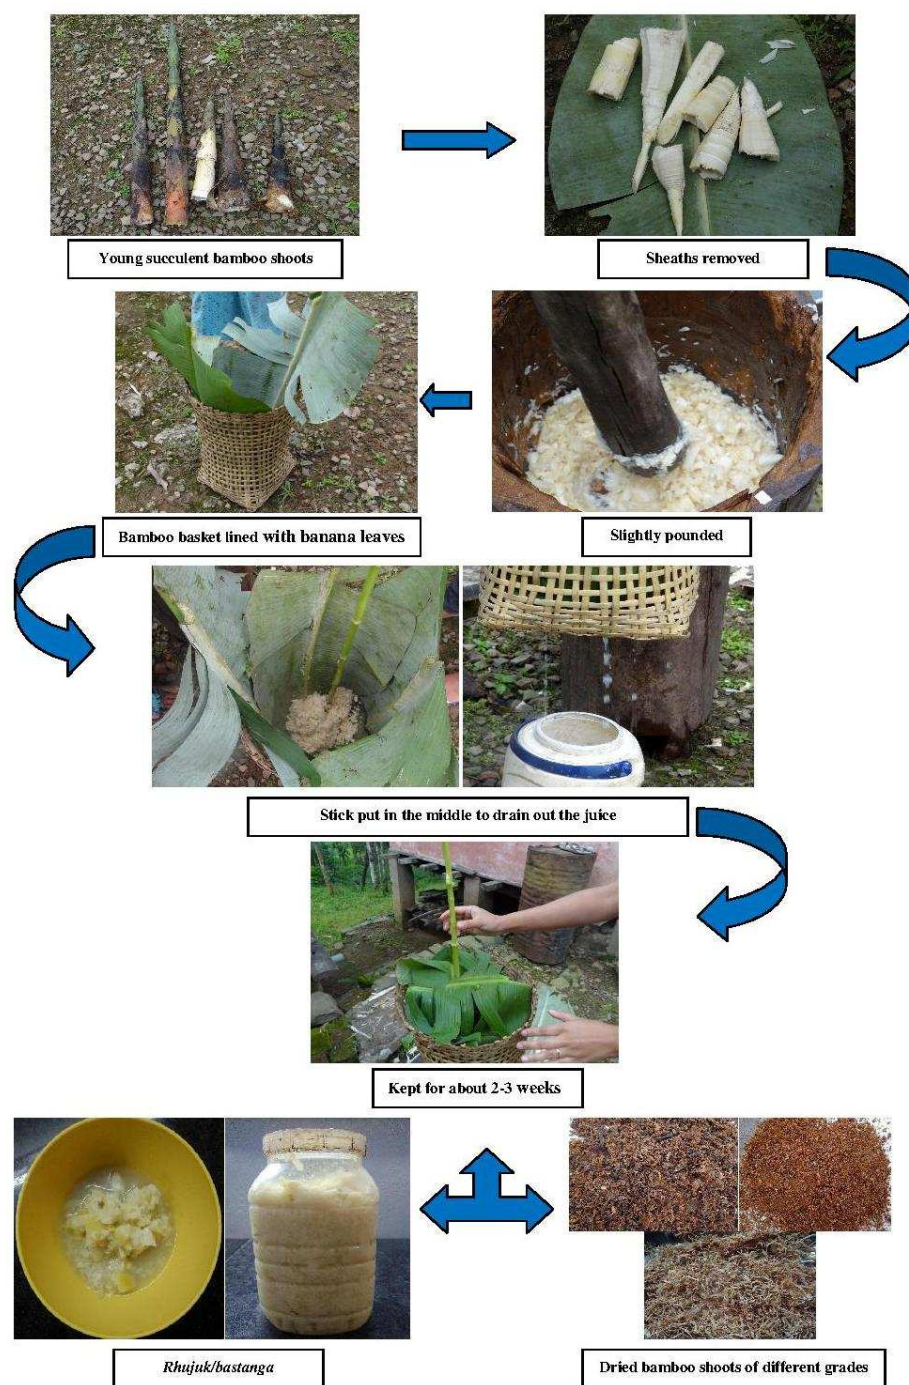 Young succulent bamboo shoots
Sheaths removed
Slightly pounded
Bamboo basket lined with banana leaves
Stick put in the middle to drain out the juice
Kept for about 2-3 weeks
Rhujuk/bastanga
Dried bamboo shoots of different grades